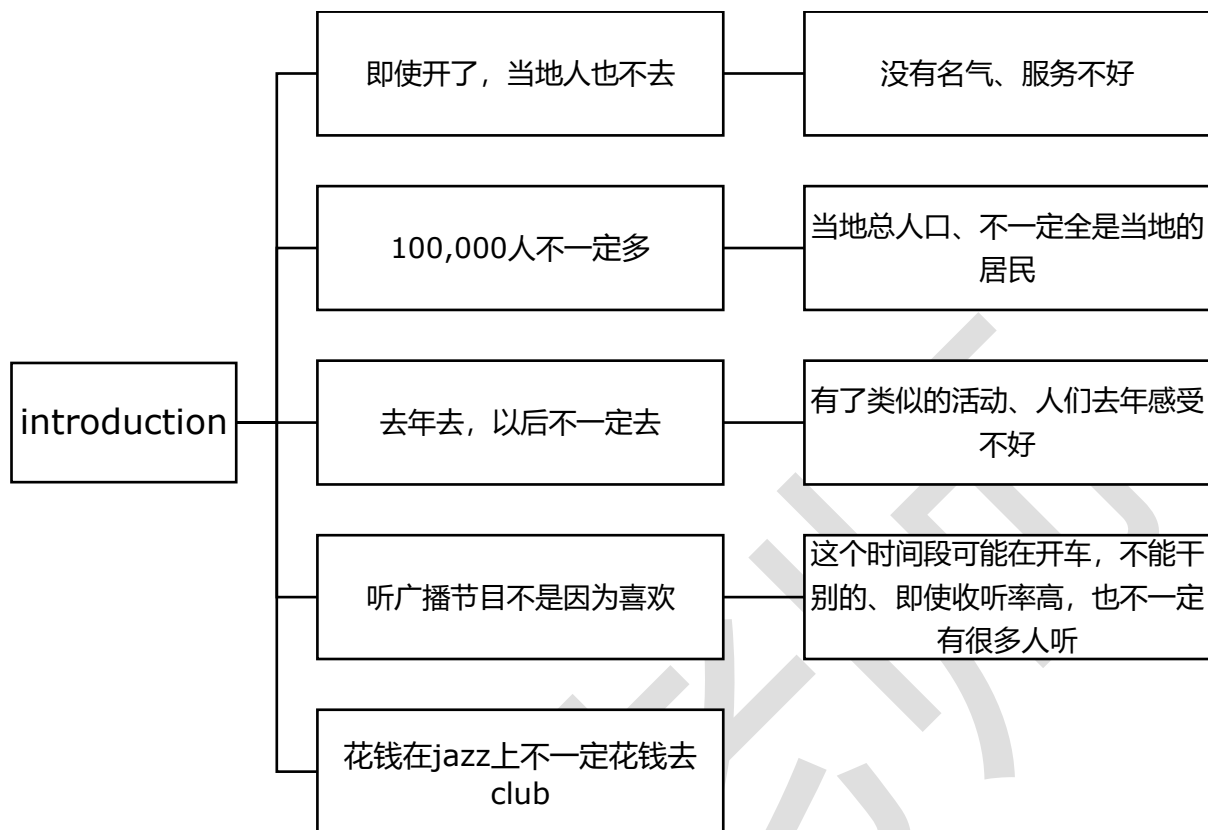 即使开了，当地人也不去
没有名气、服务不好
100,000人不一定多
当地总人口、不一定全是当地的
居民
introduction
去年去，以后不一定去
有了类似的活动、人们去年感受
不好
听广播节目不是因为喜欢
这个时间段可能在开车，不能干
别的、即使收听率高，也不一定
有很多人听
花钱在jazz上不一定花钱去
club